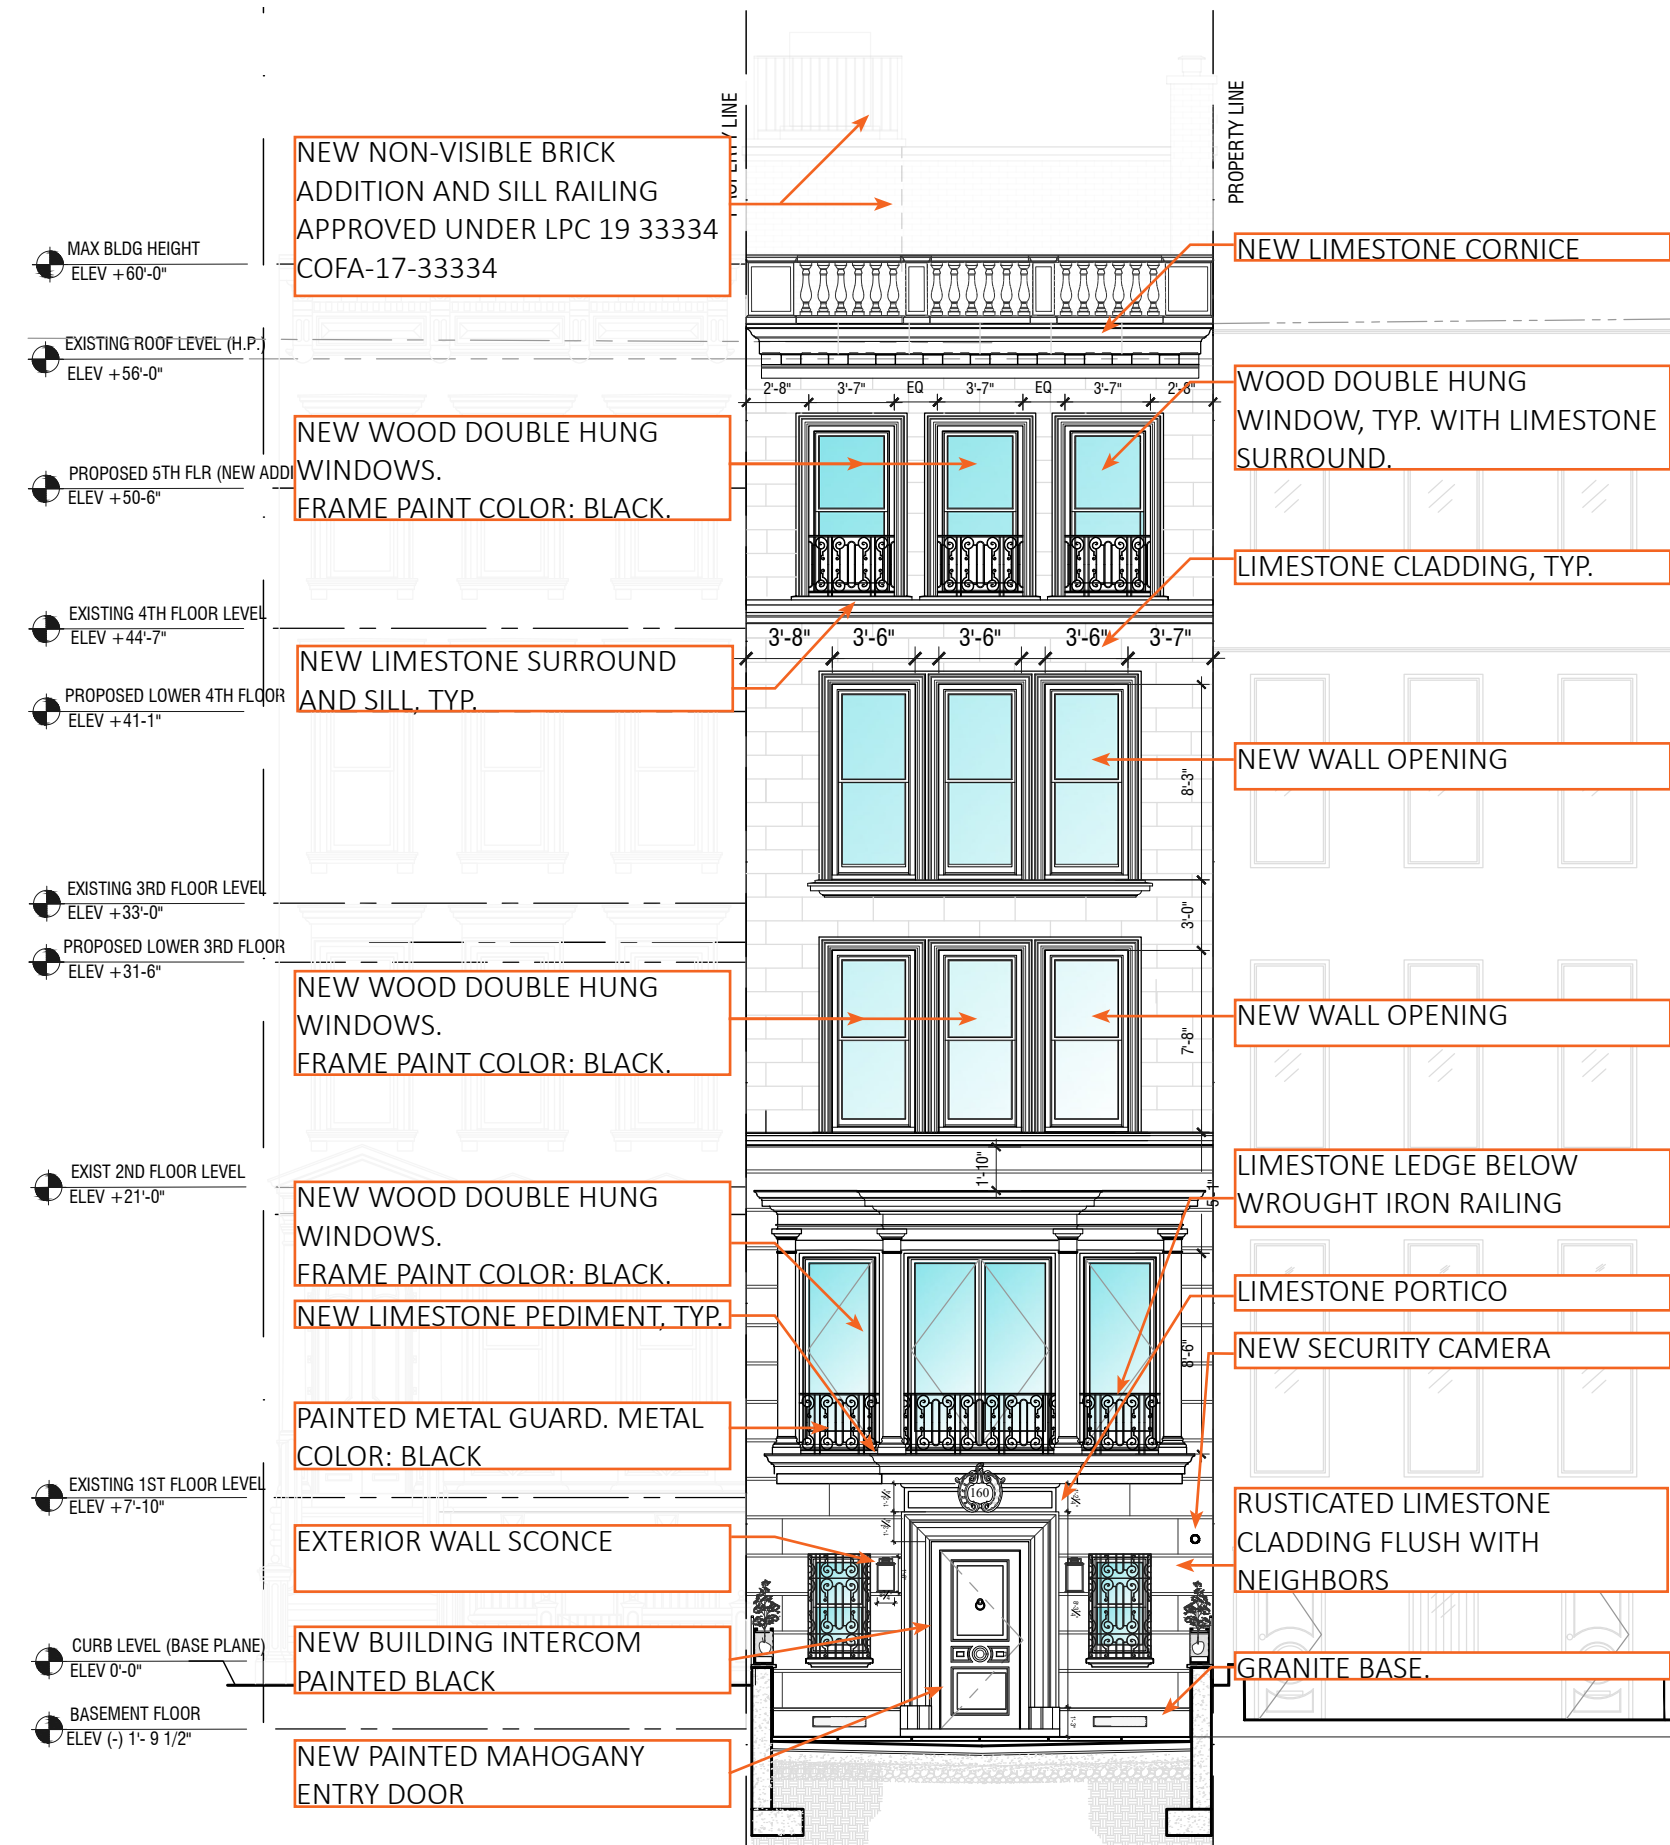 PROPERTY LINE
PROPERTY LINE
NEW NON-VISIBLE BRICK
ADDITION AND SILL RAILING
APPROVED UNDER LPC 19 33334
COFA-17-33334
MAX BLDG HEIGHT
ELEV +60'-0"
NEW LIMESTONE CORNICE
EXISTING ROOF LEVEL (H.P.)
ELEV +56'-0"
2'-8"
3'-7"
EQ
3'-7"
EQ
3'-7"
2'-8"
WOOD DOUBLE HUNG
WINDOW, TYP. WITH LIMESTONE
SURROUND.
NEW WOOD DOUBLE HUNG
WINDOWS.
FRAME PAINT COLOR: BLACK.
PROPOSED 5TH FLR (NEW ADDI
ELEV +50-6"
LIMESTONE CLADDING, TYP.
EXISTING 4TH FLOOR LEVEL
ELEV +44'-7"
3'-8"
3'-6"
3'-6"
3'-6"
3'-7"
NEW LIMESTONE SURROUND
AND SILL, TYP.
PROPOSED LOWER 4TH FLOOR
ELEV +41-1"
NEW WALL OPENING
8'-3"
EXISTING 3RD FLOOR LEVEL
ELEV +33'-0"
3'-0"
PROPOSED LOWER 3RD FLOOR
ELEV +31-6"
NEW WOOD DOUBLE HUNG
WINDOWS.
FRAME PAINT COLOR: BLACK.
NEW WALL OPENING
7'-8"
EXIST 2ND FLOOR LEVEL
ELEV +21'-0"
1'-10"
LIMESTONE LEDGE BELOW
WROUGHT IRON RAILING
5'-1"
NEW WOOD DOUBLE HUNG
WINDOWS.
FRAME PAINT COLOR: BLACK.
LIMESTONE PORTICO
NEW LIMESTONE PEDIMENT, TYP.
NEW SECURITY CAMERA
8'-6"
PAINTED METAL GUARD. METAL
COLOR: BLACK
EXISTING 1ST FLOOR LEVEL
ELEV +7'-10"
160
RUSTICATED LIMESTONE
CLADDING FLUSH WITH
NEIGHBORS
EXTERIOR WALL SCONCE
NEW BUILDING INTERCOM
PAINTED BLACK
CURB LEVEL (BASE PLANE)
ELEV 0'-0"
GRANITE BASE.
BASEMENT FLOOR
ELEV (-) 1'- 9 1/2"
NEW PAINTED MAHOGANY
ENTRY DOOR